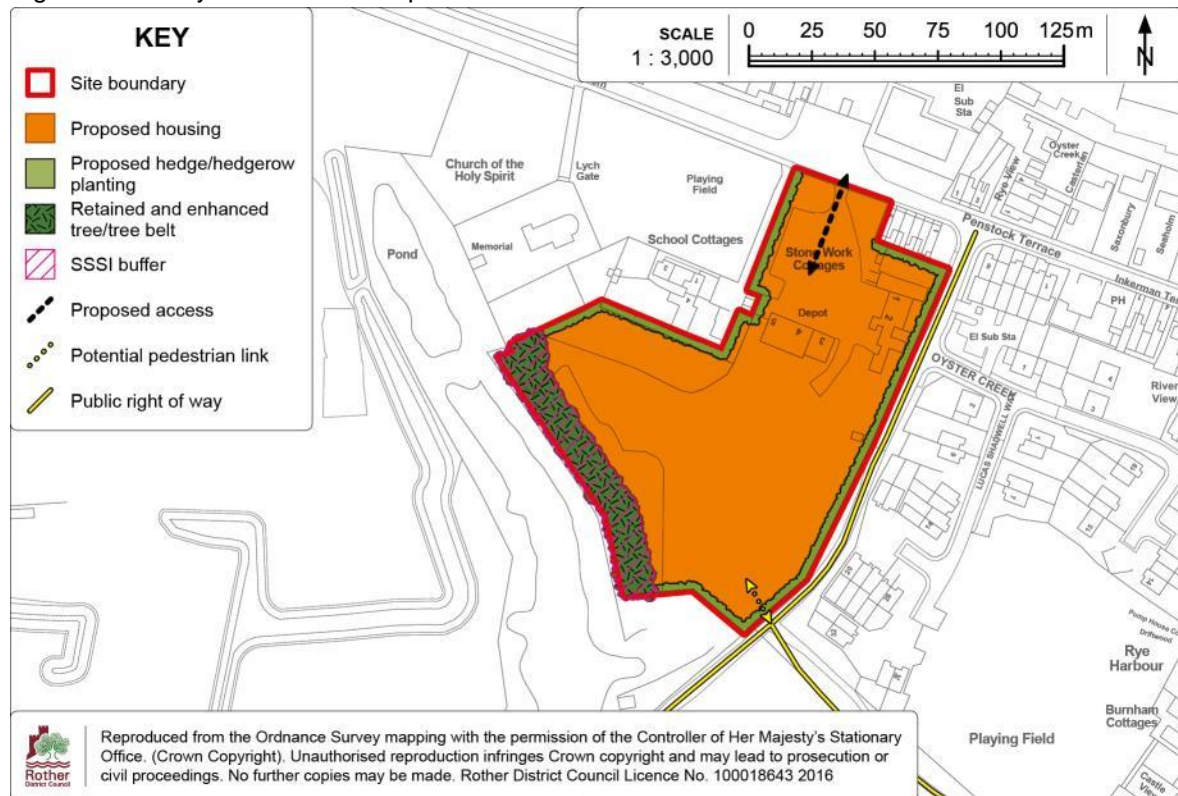 KEY
Site boundary
Proposed housing
Proposed hedge/hedgerow
planting
Retained and enhanced
tree/tree belt
SSSI buffer
Proposed access
Potential pedestrian link
Public right of way
SCALE
1 : 3,000
0 25 50 75 100 125m
N
El
Sub
Sta
Oyster
Creek
Rye View
Casterlan
Saxonbury
Seaholm
Church of the
Holy Spirit
Lych
Gate
Playing
Field
Penstock Terrace
Inkerman Ter
Memorial
School Cottages
Pond
Stone Work
Cottages
Depot
PH
El Sub Sta
OYSTER CREEK
River
View
LUCAS SHADWELL WAY
Driftwood
Rye
Harbour
Burnham
Cottages
Playing Field
Castle
View
Rother
District Council
Reproduced from the Ordnance Survey mapping with the permission of the Controller of Her Majesty's Stationary
Office. (Crown Copyright). Unauthorised reproduction infringes Crown copyright and may lead to prosecution or
civil proceedings. No further copies may be made. Rother District Council Licence No. 100018643 2016